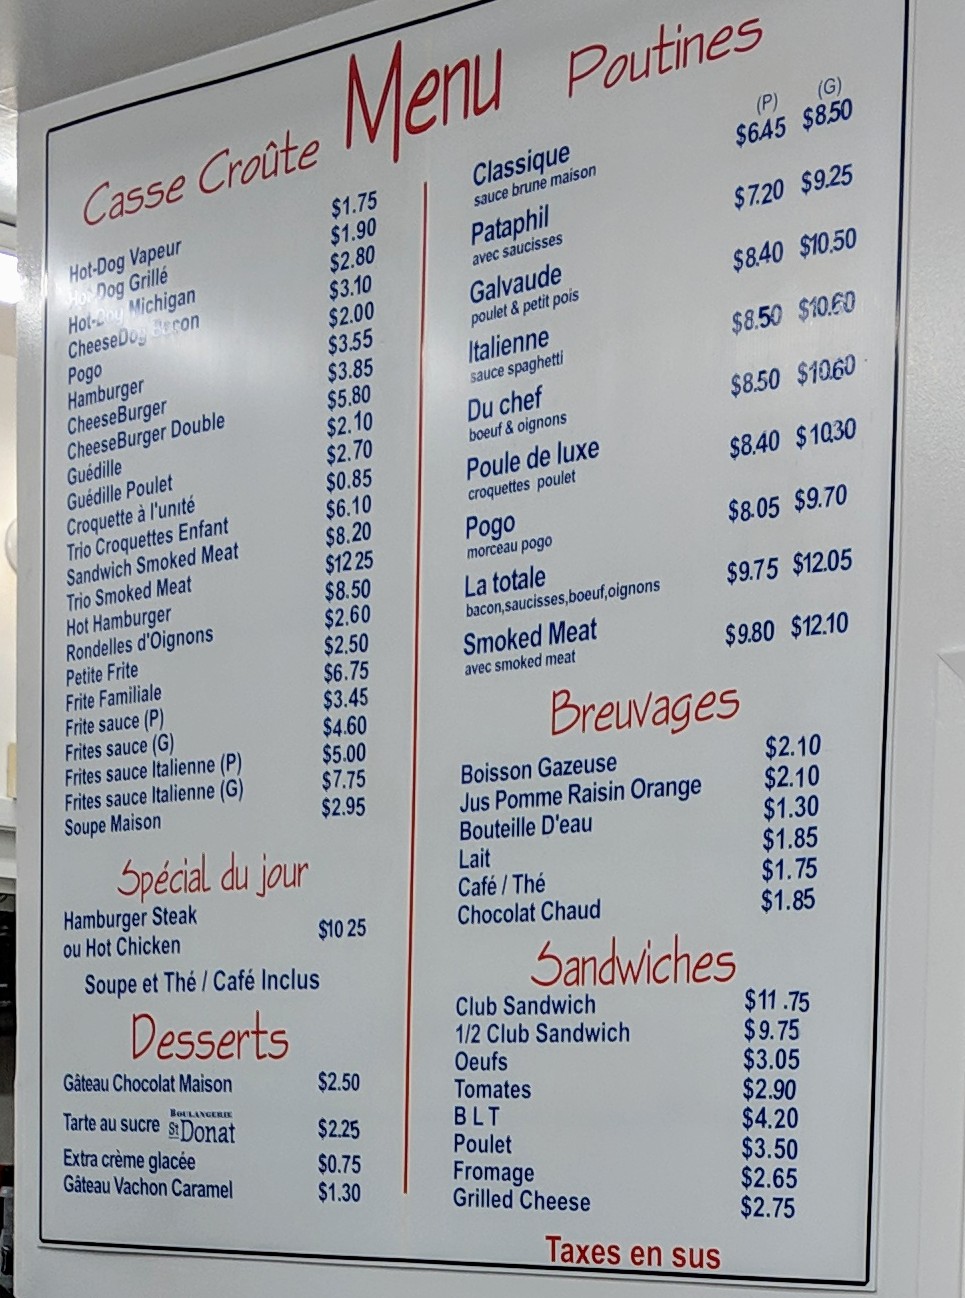 Menu
Casse Croûte
Hot-Dog Vapeur $1.75
Hot-Dog Grillé $1.90
Hot-Dog Michigan $2.80
CheeseDog Bacon $3.10
Pogo $2.00
Hamburger $3.55
CheeseBurger $3.85
CheeseBurger Double $5.80
Guédille $2.10
Guédille Poulet $2.70
Croquette à l'unité $0.85
Trio Croquettes Enfant $6.10
Sandwich Smoked Meat $8.20
Trio Smoked Meat $12 25
Hot Hamburger $8.50
Rondelles d'Oignons $2.60
Petite Frite $2.50
Frite Familiale $6.75
Frite sauce (P) $3.45
Frites sauce (G) $4.60
Frites sauce Italienne (P) $5.00
Frites sauce Italienne (G) $7.75
Soupe Maison $2.95
Spécial du jour
Hamburger Steak
ou Hot Chicken $10 25
Soupe et Thé / Café Inclus
Desserts
Gâteau Chocolat Maison $2.50
Tarte au sucre BOULANGERIE St Donat $2.25
Extra crème glacée $0.75
Gâteau Vachon Caramel $1.30
Poutines
(P) (G)
Classique $6.45 $8.50
sauce brune maison
Pataphil $7.20 $9.25
avec saucisses
Galvaude $8.40 $10.50
poulet & petit pois
Italienne $8.50 $10.60
sauce spaghetti
Du chef $8.50 $10.60
boeuf & oignons
Poule de luxe $8.40 $10.30
croquettes poulet
Pogo $8.05 $9.70
morceau pogo
La totale $9.75 $12.05
bacon,saucisses,boeuf,oignons
Smoked Meat $9.80 $12.10
avec smoked meat
Breuvages
Boisson Gazeuse $2.10
Jus Pomme Raisin Orange $2.10
Bouteille D'eau $1.30
Lait $1.85
Café / Thé $1.75
Chocolat Chaud $1.85
Sandwiches
Club Sandwich $11.75
1/2 Club Sandwich $9.75
Oeufs $3.05
Tomates $2.90
B L T $4.20
Poulet $3.50
Fromage $2.65
Grilled Cheese $2.75
Taxes en sus